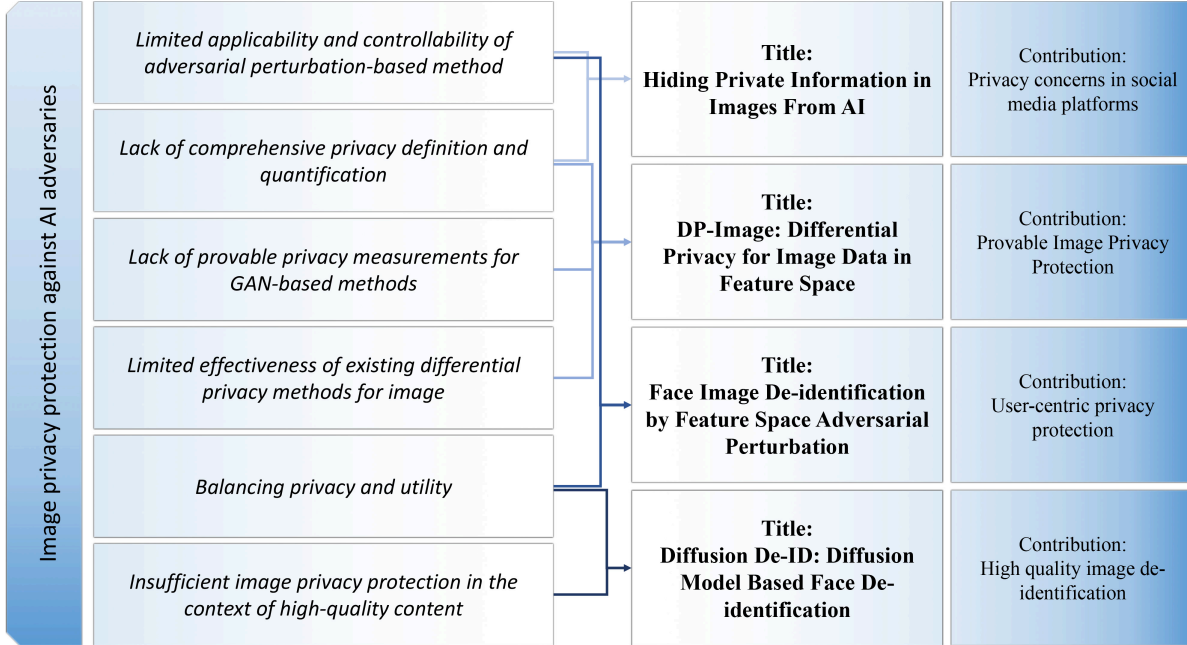 Image privacy protection against AI adversaries
Limited applicability and controllability of
adversarial perturbation-based method
Lack of comprehensive privacy definition and
quantification
Lack of provable privacy measurements for
GAN-based methods
Limited effectiveness of existing differential
privacy methods for image
Balancing privacy and utility
Insufficient image privacy protection in the
context of high-quality content
Title:
Hiding Private Information in
Images From AI
Contribution:
Privacy concerns in social
media platforms
Title:
DP-Image: Differential
Privacy for Image Data in
Feature Space
Contribution:
Provable Image Privacy
Protection
Title:
Face Image De-identification
by Feature Space Adversarial
Perturbation
Contribution:
User-centric privacy
protection
Title:
Diffusion De-ID: Diffusion
Model Based Face De-
identification
Contribution:
High quality image de-
identification